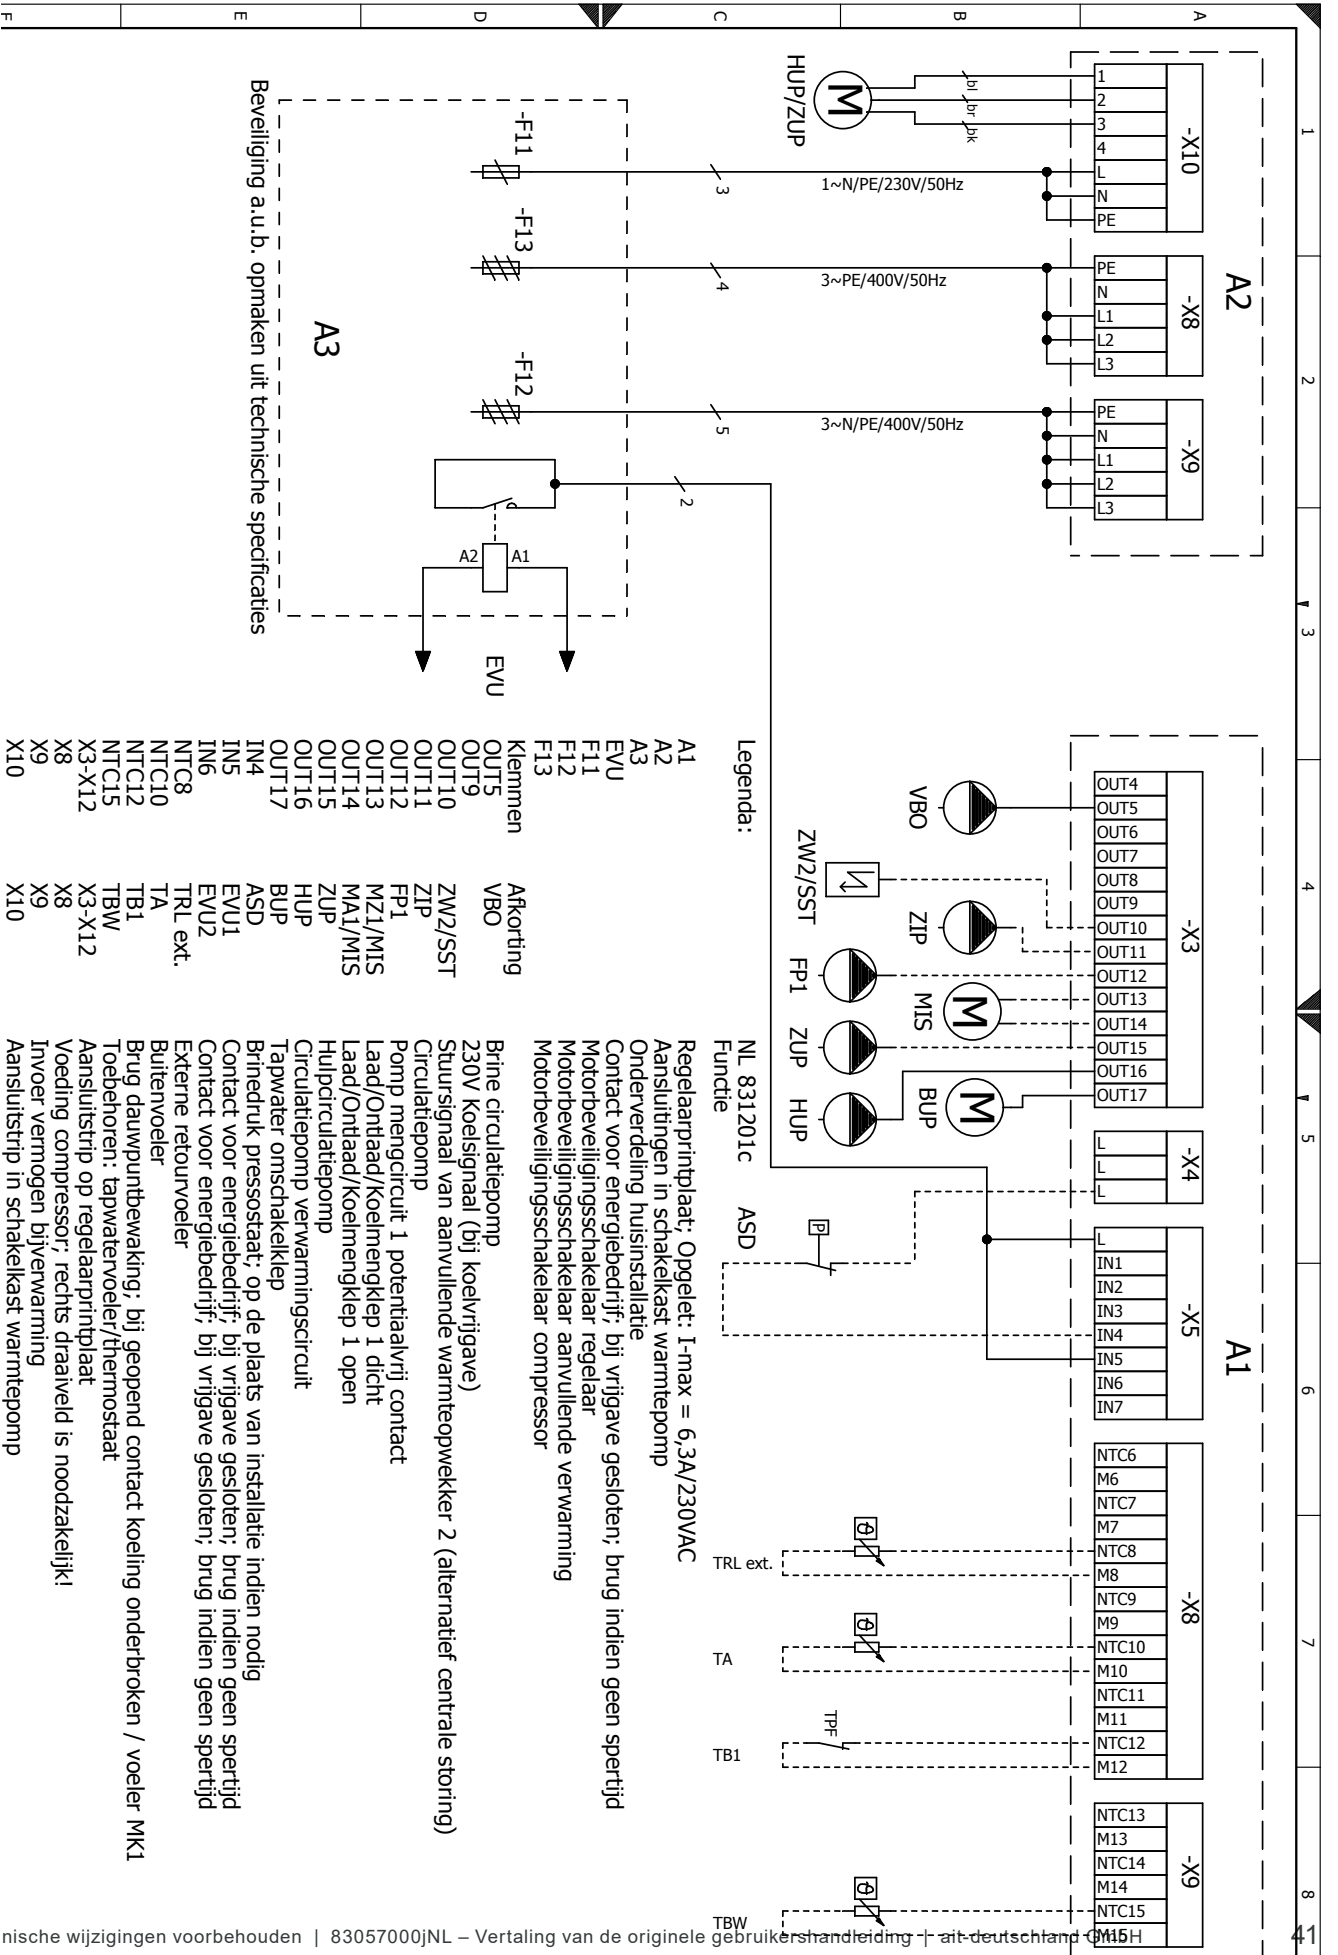 A
B
C
D
E
F
1
2
3
4
5
6
7
8
A2
-X10
1
2
3
4
L
N
PE
-X8
PE
N
L1
L2
L3
-X9
PE
N
L1
L2
L3
bl
br
bk
HUP/ZUP
M
1~N/PE/230V/50Hz
3~PE/400V/50Hz
3~N/PE/400V/50Hz
3
4
5
2
-F11
-F13
-F12
A3
A2
A1
EVU
Beveiliging a.u.b. opmaken uit technische specificaties
A1
-X3
OUT4
OUT5
OUT6
OUT7
OUT8
OUT9
OUT10
OUT11
OUT12
OUT13
OUT14
OUT15
OUT16
OUT17
-X4
L
L
L
-X5
L
IN1
IN2
IN3
IN4
IN5
IN6
IN7
-X8
NTC6
M6
NTC7
M7
NTC8
M8
NTC9
M9
NTC10
M10
NTC11
M11
NTC12
M12
-X9
NTC13
M13
NTC14
M14
NTC15
M15
VBO
ZW2/SST
ZIP
FP1
MIS
M
ZUP
HUP
BUP
M
ASD
P
TRL ext.
ϑ
TA
ϑ
TB1
TPF
TBW
ϑ
Legenda: NL 831201c
Functie
A1 Regelaarprintplaat; Opgelet: I-max = 6,3A/230VAC
A2 Aansluitingen in schakelkast warmtepomp
A3 Onderverdeling huisinstallatie
EVU Contact voor energiebedrijf; bij vrijgave gesloten; brug indien geen spertijd
F11 Motorbeveiligingsschakelaar regelaar
F12 Motorbeveiligingsschakelaar aanvullende verwarming
F13 Motorbeveiligingsschakelaar compressor
Klemmen Afkorting
OUT5 VBO Brine circulatiepomp
OUT9 230V Koelsignaal (bij koelvrijgave)
OUT10 ZW2/SST Stuursignaal van aanvullende warmteopwekker 2 (alternatief centrale storing)
OUT11 ZIP Circulatiepomp
OUT12 FP1 Pomp mengcircuit 1 potentiaalvrij contact
OUT13 MZ1/MIS Laad/Ontlaad/Koelmengklep 1 dicht
OUT14 MA1/MIS Laad/Ontlaad/Koelmengklep 1 open
OUT15 ZUP Hulpcirculatiepomp
OUT16 HUP Circulatiepomp verwarmingscircuit
OUT17 BUP Tapwater omschakelklep
IN4 ASD Brinedruk pressostaat; op de plaats van installatie indien nodig
IN5 EVU1 Contact voor energiebedrijf; bij vrijgave gesloten; brug indien geen spertijd
IN6 EVU2 Contact voor energiebedrijf; bij vrijgave gesloten; brug indien geen spertijd
NTC8 TRL ext. Externe retourvoeler
NTC10 TA Buitenvoeler
NTC12 TB1 Brug dauwpuntbewaking; bij geopend contact koeling onderbroken / voeler MK1
NTC15 TBW Toebehoren: tapwatervoeler/thermostaat
X3-X12 X3-X12 Aansluitstrip op regelaarprintplaat
X8 X8 Voeding compressor; rechts draaiveld is noodzakelijk!
X9 X9 Invoer vermogen bijverwarming
X10 X10 Aansluitstrip in schakelkast warmtepomp
nische wijzigingen voorbehouden | 83057000jNL – Vertaling van de originele gebruikershandleiding | ait-deutschland GmbH
41